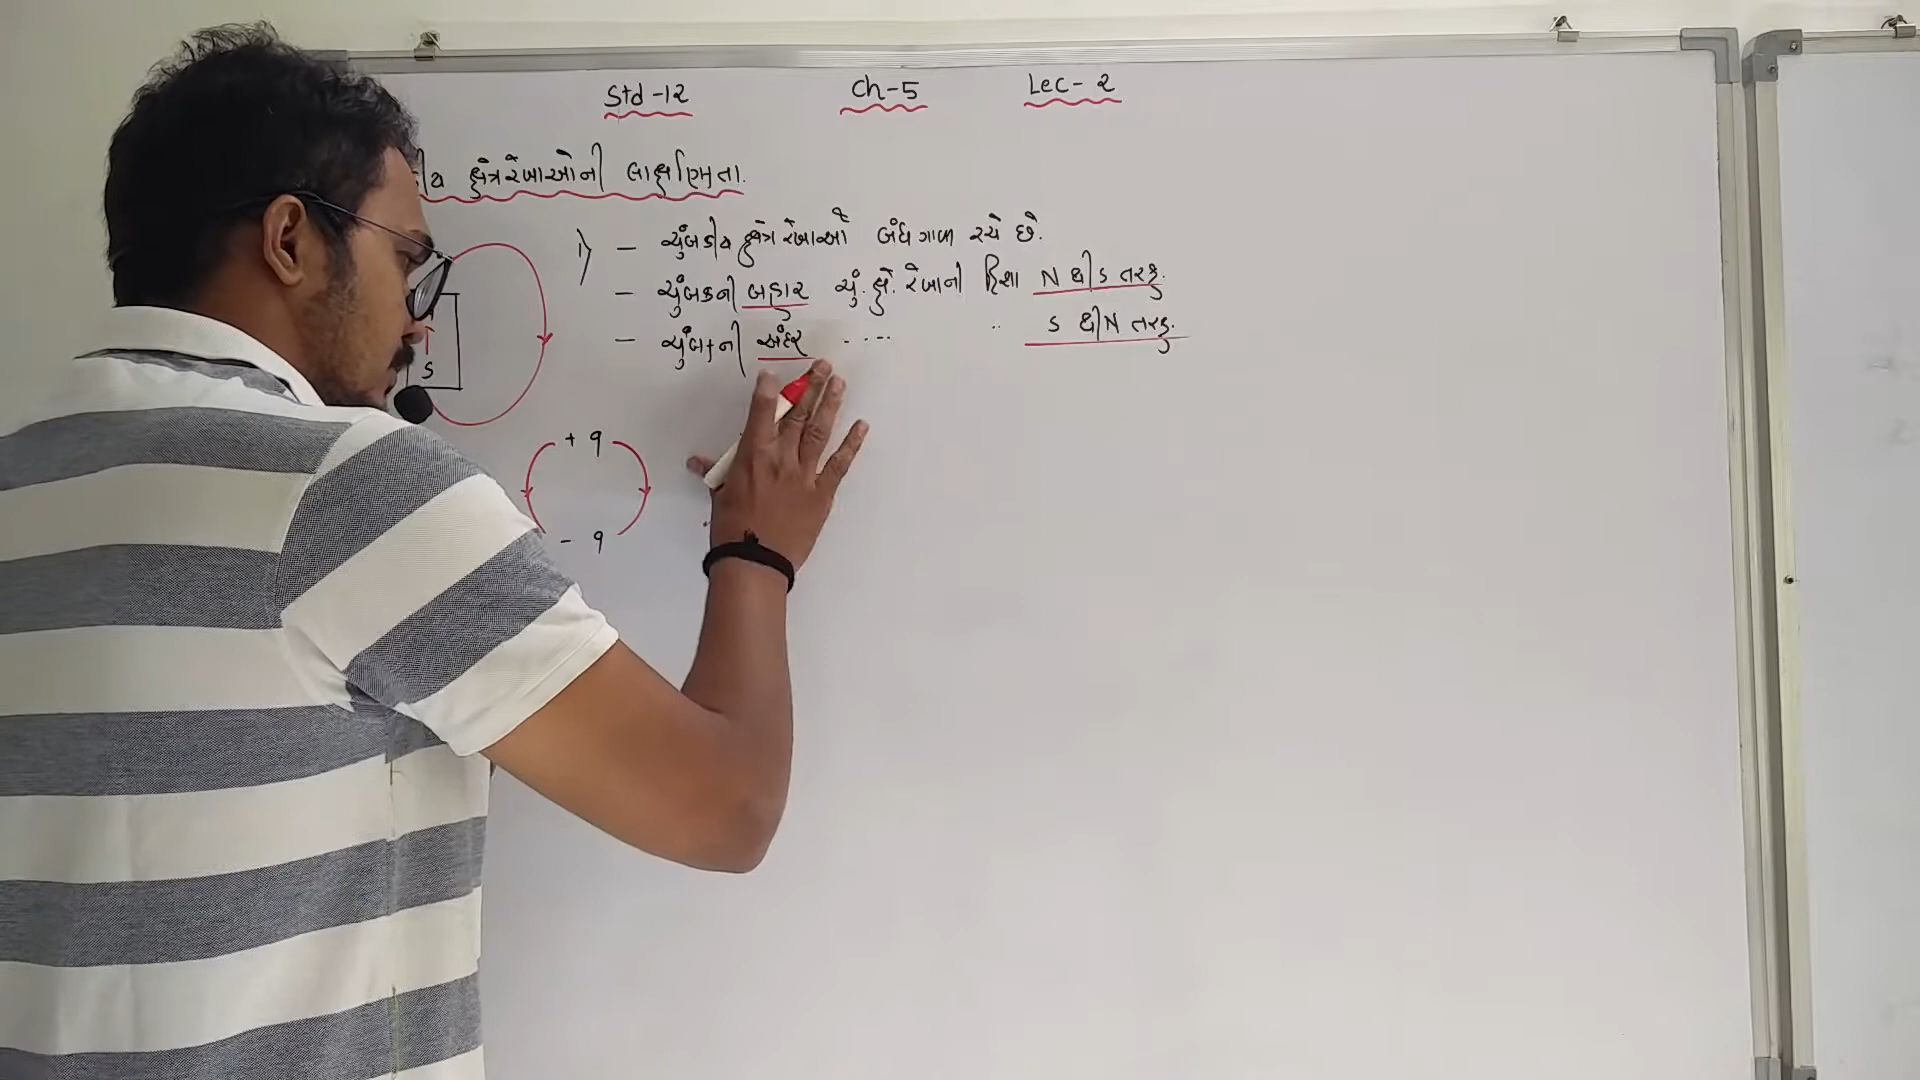 Std - 12 Ch - 5 Lec - 2
ક્ષેત્રરેખાઓની લાક્ષણિકતા.
1) - ચુંબકીય ક્ષેત્ર રેખાઓ બંધગાળા રચે છે.
- ચુંબકની બહાર ચું. ક્ષે. રેખાની દિશા N થી S તરફ.
- ચુંબકની અંદર .... " S થી N તરફ.
S
+ q
- q